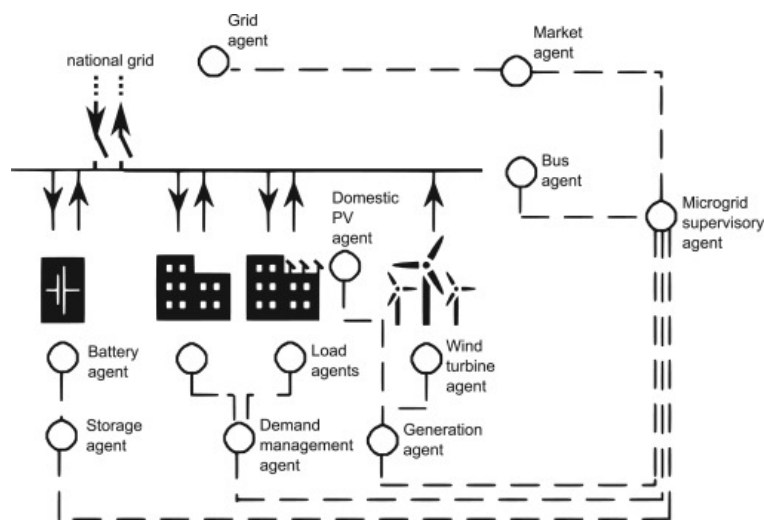 Grid
agent
Market
agent
national grid
Bus
agent
Domestic
PV
agent
Microgrid
supervisory
agent
Battery
agent
Load
agents
Wind
turbine
agent
Storage
agent
Demand
management
agent
Generation
agent